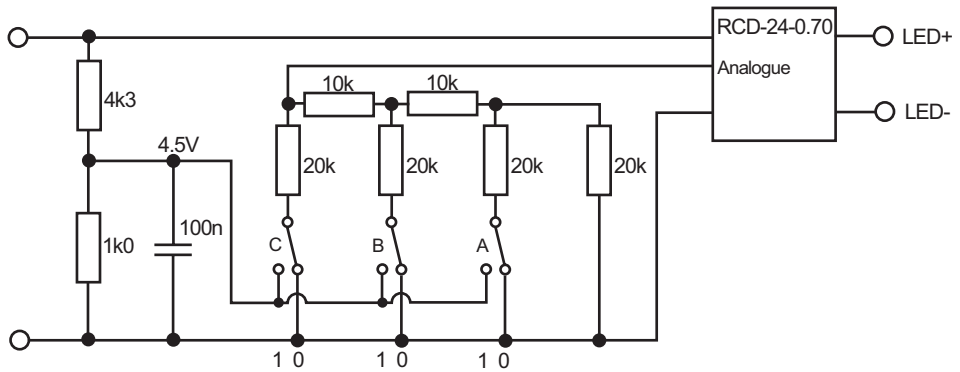 RCD-24-0.70
LED+
Analogue
10k
10k
4k3
LED-
4.5V
20k
20k
20k
20k
1k0
100n
C
B
A
1 0
1 0
1 0